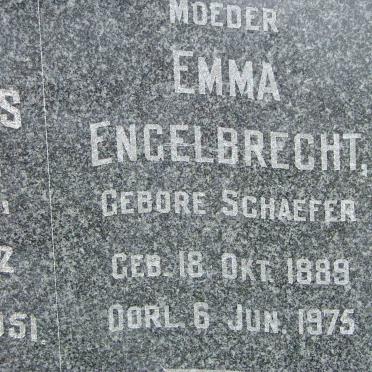 MOEDER
EMMA
ENGELBRECHT,
GEBORE SCHAEFER
GEB. 18 OKT. 1889
OORL. 6 JUN. 1975